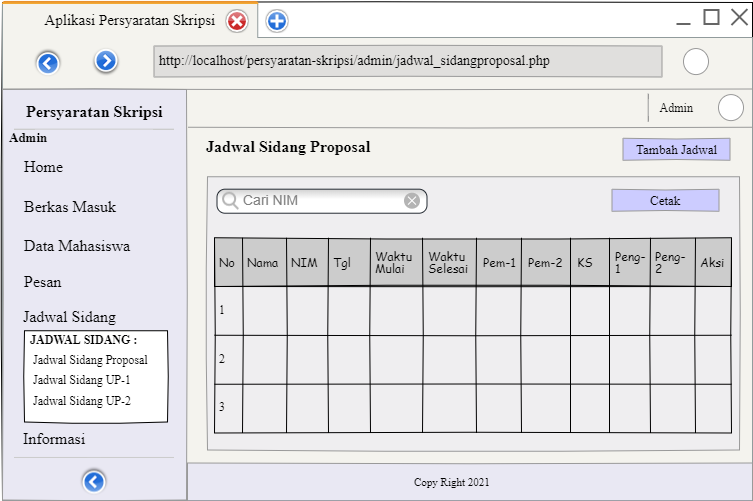 Aplikasi Persyaratan Skripsi
http://localhost/persyaratan-skripsi/admin/jadwal_sidangproposal.php
Persyaratan Skripsi
Admin
Home
Berkas Masuk
Data Mahasiswa
Pesan
Jadwal Sidang
JADWAL SIDANG :
Jadwal Sidang Proposal
Jadwal Sidang UP-1
Jadwal Sidang UP-2
Informasi
Admin
Jadwal Sidang Proposal
Tambah Jadwal
Cari NIM
Cetak
No Nama NIM Tgl Waktu Mulai Waktu Selesai Pem-1 Pem-2 KS Peng-1 Peng-2 Aksi
1
2
3
Copy Right 2021